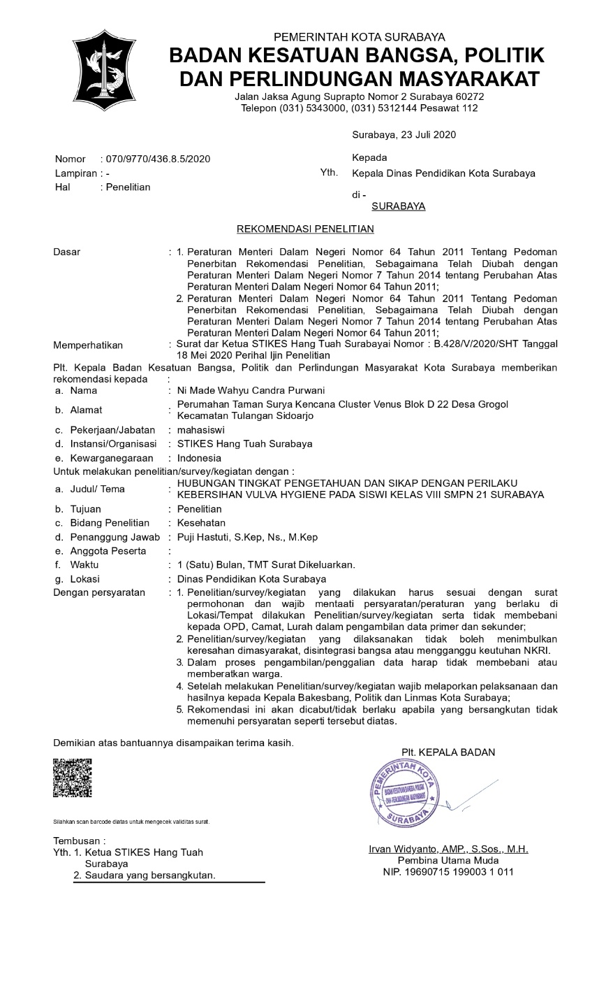 PEMERINTAH KOTA SURABAYA
BADAN KESATUAN BANGSA, POLITIK
DAN PERLINDUNGAN MASYARAKAT
Jalan Jaksa Agung Suprapto Nomor 2 Surabaya 60272
Telepon (031) 5343000, (031) 5312144 Pesawat 112
Surabaya, 23 Juli 2020
Nomor : 070/9770/436.8.5/2020
Lampiran : -
Hal : Penelitian
Kepada
Yth. Kepala Dinas Pendidikan Kota Surabaya
di -
SURABAYA
REKOMENDASI PENELITIAN
Dasar : 1. Peraturan Menteri Dalam Negeri Nomor 64 Tahun 2011 Tentang Pedoman
Penerbitan Rekomendasi Penelitian, Sebagaimana Telah Diubah dengan
Peraturan Menteri Dalam Negeri Nomor 7 Tahun 2014 tentang Perubahan Atas
Peraturan Menteri Dalam Negeri Nomor 64 Tahun 2011;
2. Peraturan Menteri Dalam Negeri Nomor 64 Tahun 2011 Tentang Pedoman
Penerbitan Rekomendasi Penelitian, Sebagaimana Telah Diubah dengan
Peraturan Menteri Dalam Negeri Nomor 7 Tahun 2014 tentang Perubahan Atas
Peraturan Menteri Dalam Negeri Nomor 64 Tahun 2011;
Memperhatikan : Surat dar Ketua STIKES Hang Tuah Surabayai Nomor : B.428/V/2020/SHT Tanggal
18 Mei 2020 Perihal Ijin Penelitian
Plt. Kepala Badan Kesatuan Bangsa, Politik dan Perlindungan Masyarakat Kota Surabaya memberikan
rekomendasi kepada :
a. Nama : Ni Made Wahyu Candra Purwani
b. Alamat : Perumahan Taman Surya Kencana Cluster Venus Blok D 22 Desa Grogol
Kecamatan Tulangan Sidoarjo
c. Pekerjaan/Jabatan : mahasiswi
d. Instansi/Organisasi : STIKES Hang Tuah Surabaya
e. Kewarganegaraan : Indonesia
Untuk melakukan penelitian/survey/kegiatan dengan :
a. Judul/ Tema : HUBUNGAN TINGKAT PENGETAHUAN DAN SIKAP DENGAN PERILAKU
KEBERSIHAN VULVA HYGIENE PADA SISWI KELAS VIII SMPN 21 SURABAYA
b. Tujuan : Penelitian
c. Bidang Penelitian : Kesehatan
d. Penanggung Jawab : Puji Hastuti, S.Kep, Ns., M.Kep
e. Anggota Peserta :
f. Waktu : 1 (Satu) Bulan, TMT Surat Dikeluarkan.
g. Lokasi : Dinas Pendidikan Kota Surabaya
Dengan persyaratan : 1. Penelitian/survey/kegiatan yang dilakukan harus sesuai dengan surat
permohonan dan wajib mentaati persyaratan/peraturan yang berlaku di
Lokasi/Tempat dilakukan Penelitian/survey/kegiatan serta tidak membebani
kepada OPD, Camat, Lurah dalam pengambilan data primer dan sekunder;
2. Penelitian/survey/kegiatan yang dilaksanakan tidak boleh menimbulkan
keresahan dimasyarakat, disintegrasi bangsa atau mengganggu keutuhan NKRI.
3. Dalam proses pengambilan/penggalian data harap tidak membebani atau
memberatkan warga.
4. Setelah melakukan Penelitian/survey/kegiatan wajib melaporkan pelaksanaan dan
hasilnya kepada Kepala Bakesbang, Politik dan Linmas Kota Surabaya;
5. Rekomendasi ini akan dicabut/tidak berlaku apabila yang bersangkutan tidak
memenuhi persyaratan seperti tersebut diatas.
Demikian atas bantuannya disampaikan terima kasih.
Plt. KEPALA BADAN
PEMERINTAH KOTA
BADAN KESATUAN BANGSA, POLITIK
DAN PERLINDUNGAN MASYARAKAT
SURABAYA
Silahkan scan barcode diatas untuk mengecek validitas surat.
Tembusan :
Yth. 1. Ketua STIKES Hang Tuah
Surabaya
2. Saudara yang bersangkutan.
Irvan Widyanto, AMP., S.Sos., M.H.
Pembina Utama Muda
NIP. 19690715 199003 1 011